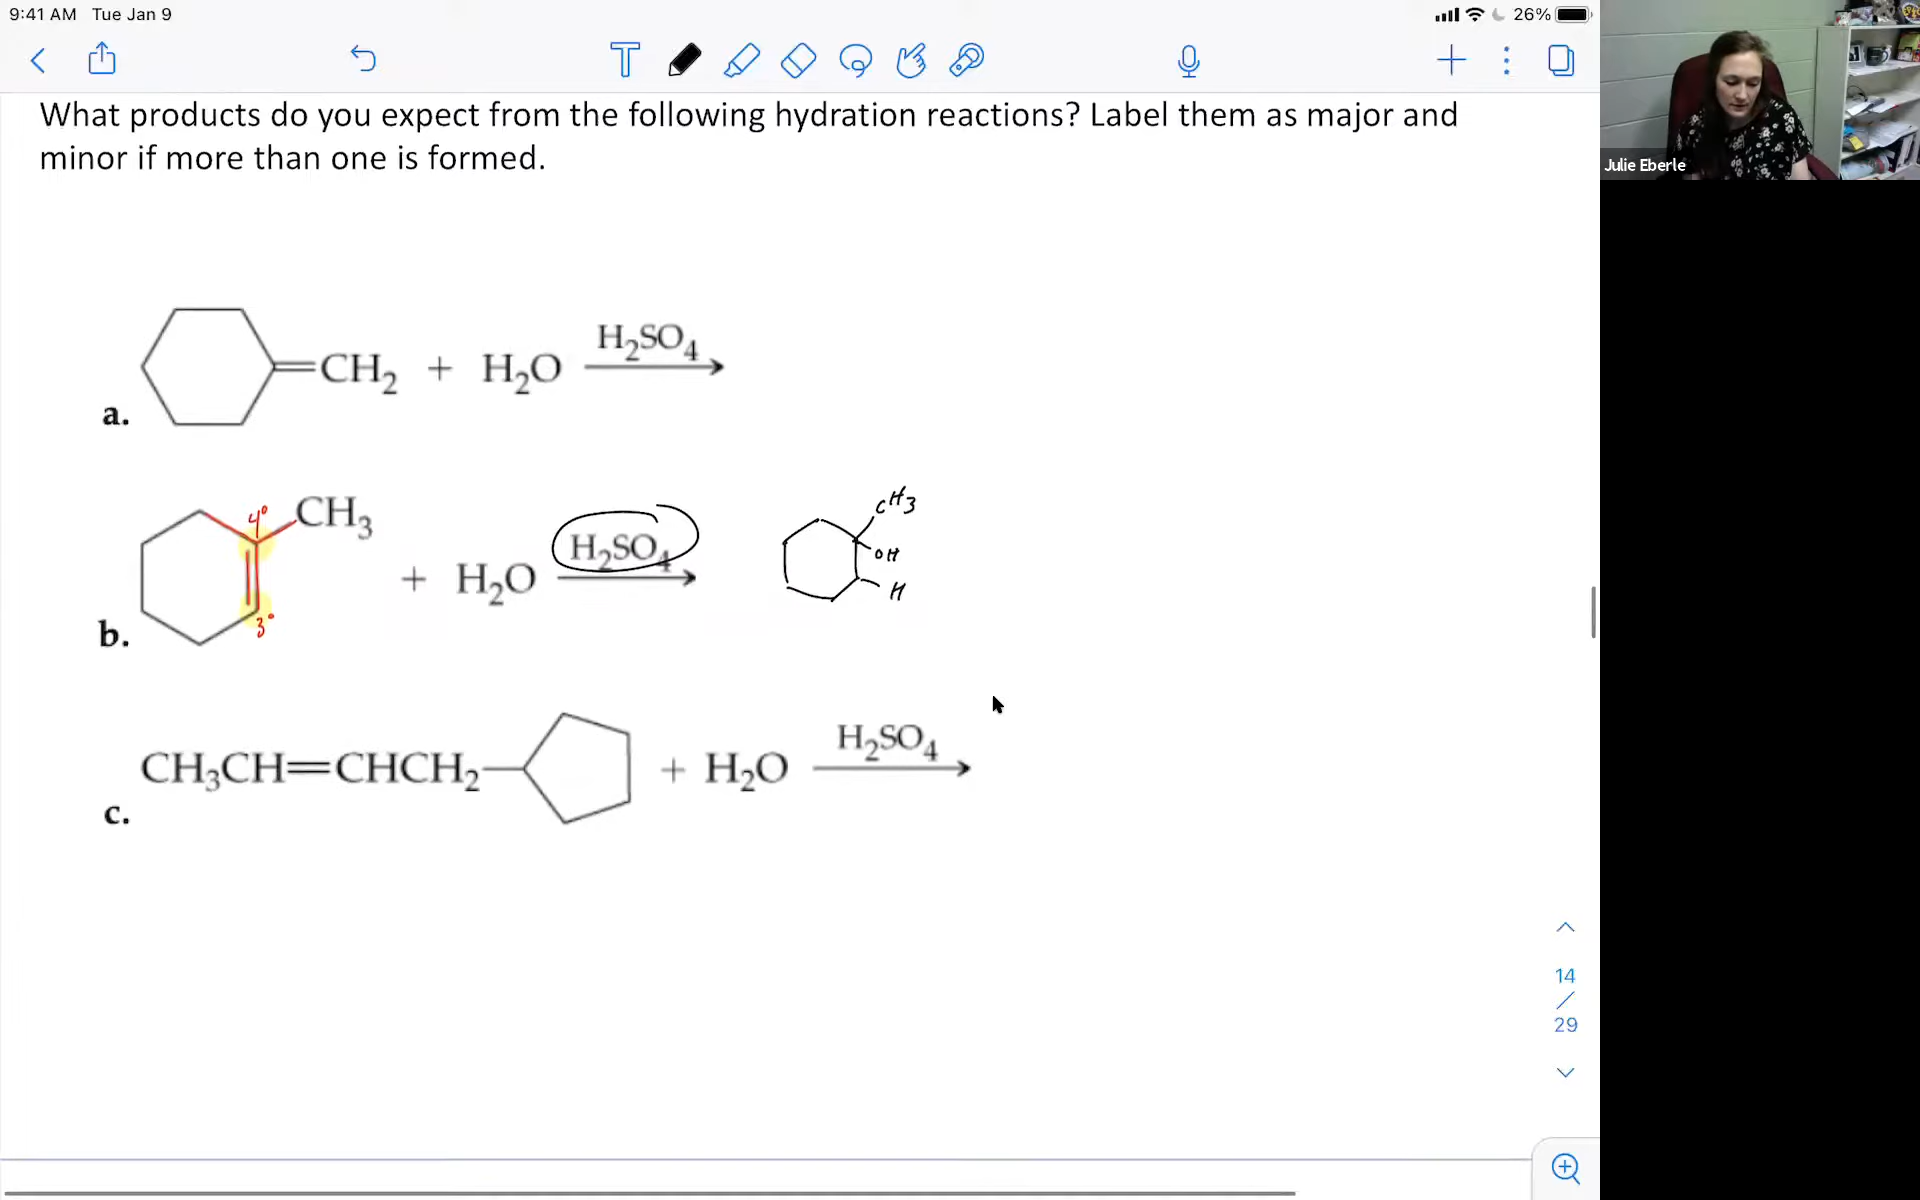 9:41 AM Tue Jan 9
26%
What products do you expect from the following hydration reactions? Label them as major and
minor if more than one is formed.
Julie Eberle
H₂SO₄
=CH₂ + H₂O
a.
4°
CH₃
H₂SO₄
+ H₂O
3°
b.
CH3
OH
H
H₂SO₄
CH₃CH=CHCH₂— + H₂O
c.
14
/
29